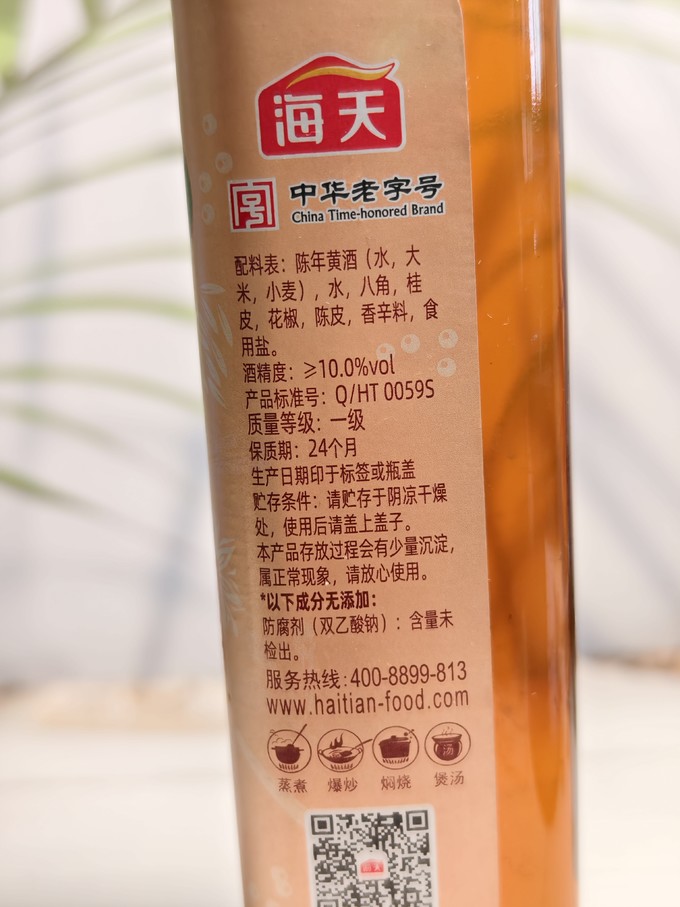 海天
中华老字号
China Time-honored Brand
配料表：陈年黄酒（水，大
米，小麦），水，八角，桂
皮，花椒，陈皮，香辛料，食
用盐。
酒精度：≥10.0%vol
产品标准号：Q/HT 0059S
质量等级：一级
保质期：24个月
生产日期印于标签或瓶盖
贮存条件：请贮存于阴凉干燥
处，使用后请盖上盖子。
本产品存放过程会有少量沉淀，
属正常现象，请放心使用。
*以下成分无添加：
防腐剂（双乙酸钠）：含量未
检出。
服务热线：400-8899-813
www.haitian-food.com
蒸煮 爆炒 焖烧 煲汤